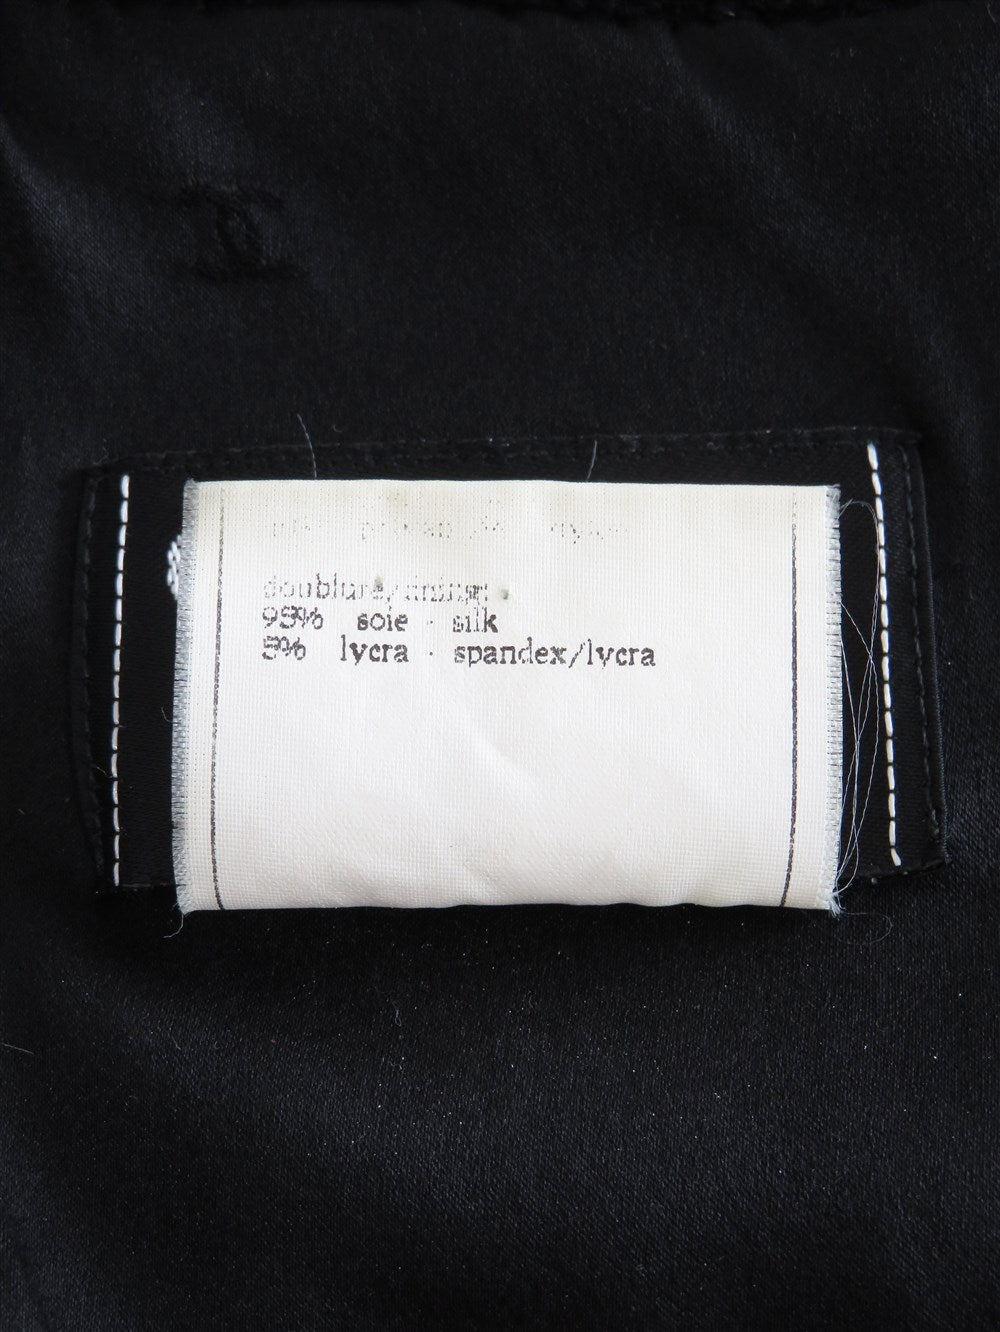 doublure/lining:
95% soie - silk
5% lycra - spandex/lycra